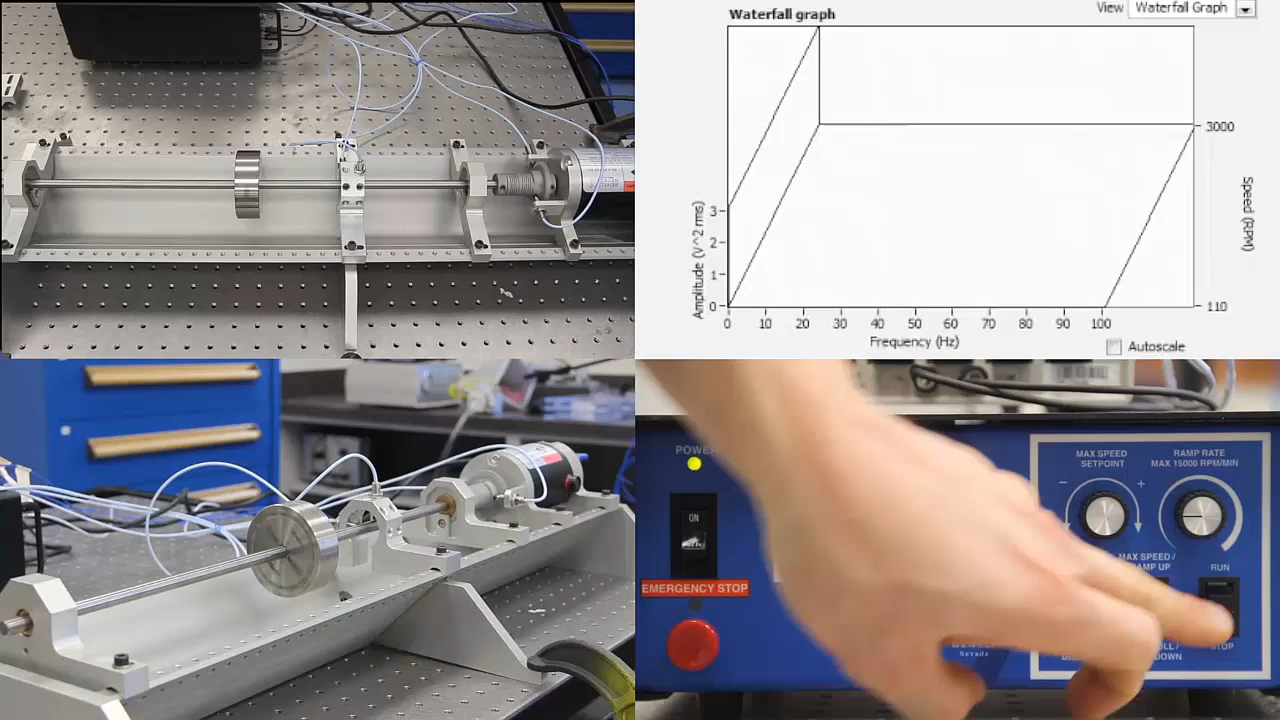 View Waterfall Graph
Waterfall graph
Amplitude (V^2 rms)
3
2
1
0
3000
110
Speed (RPM)
0 10 20 30 40 50 60 70 80 90 100
Frequency (Hz)
Autoscale
POWER
ON
EMERGENCY STOP
MAX SPEED
SETPOINT
RAMP RATE
MAX 15000 RPM/MIN
− +
MAX SPEED /
RUN